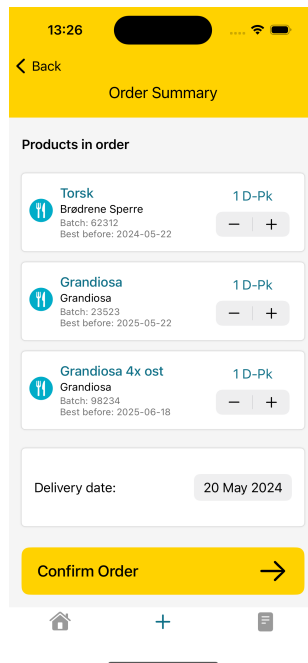 13:26
Back
Order Summary
Products in order
Torsk
1 D-Pk
Brødrene Sperre
Batch: 62312
Best before: 2024-05-22
Grandiosa
1 D-Pk
Grandiosa
Batch: 23523
Best before: 2025-05-22
Grandiosa 4x ost
1 D-Pk
Grandiosa
Batch: 98234
Best before: 2025-06-18
Delivery date:
20 May 2024
Confirm Order